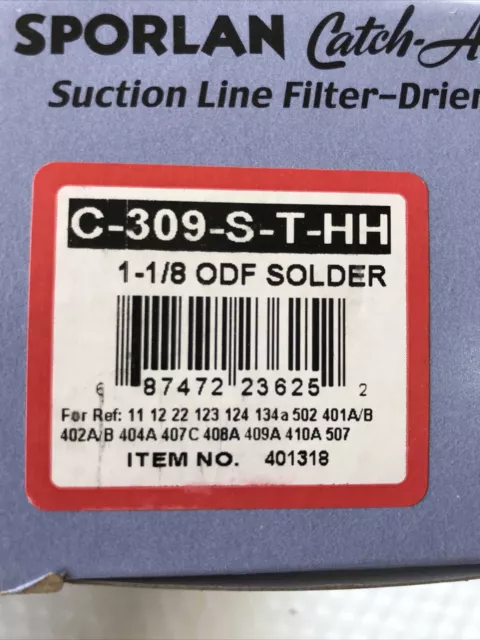 SPORLAN Catch-A
Suction Line Filter-Drier
C-309-S-T-HH
1-1/8 ODF SOLDER
6 87472 23625 2
For Ref: 11 12 22 123 124 134a 502 401A/B
402A/B 404A 407C 408A 409A 410A 507
ITEM NO. 401318